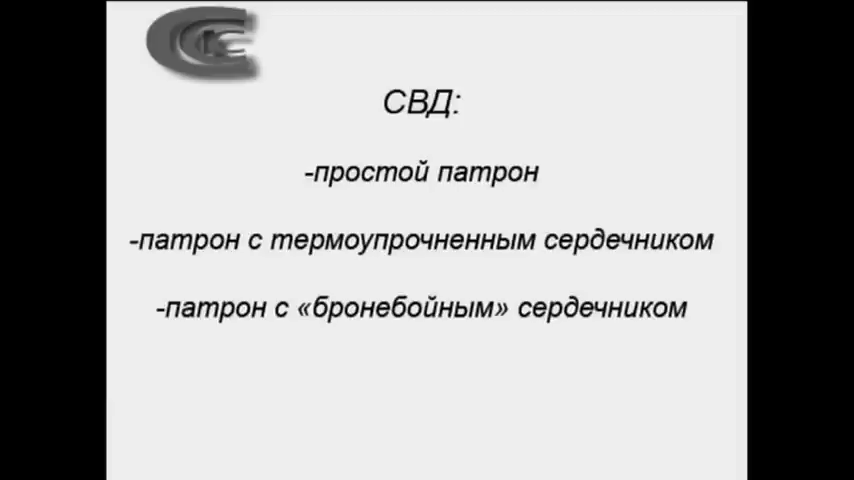 СВД:
-простой патрон
-патрон с термоупрочненным сердечником
-патрон с «бронебойным» сердечником